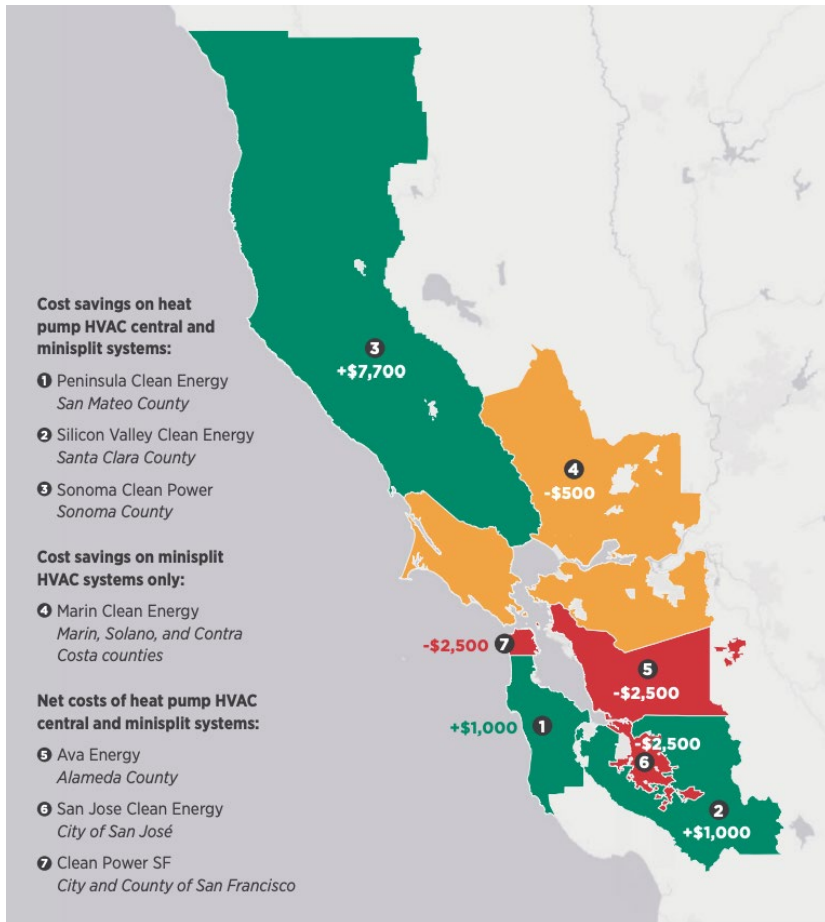 Cost savings on heat
pump HVAC central and
minisplit systems:
1 Peninsula Clean Energy
San Mateo County
2 Silicon Valley Clean Energy
Santa Clara County
3 Sonoma Clean Power
Sonoma County
Cost savings on minisplit
HVAC systems only:
4 Marin Clean Energy
Marin, Solano, and Contra
Costa counties
Net costs of heat pump HVAC
central and minisplit systems:
5 Ava Energy
Alameda County
6 San Jose Clean Energy
City of San José
7 Clean Power SF
City and County of San Francisco
3
+$7,700
4
-$500
-$2,500 7
5
-$2,500
+$1,000 1
-$2,500
6
2
+$1,000